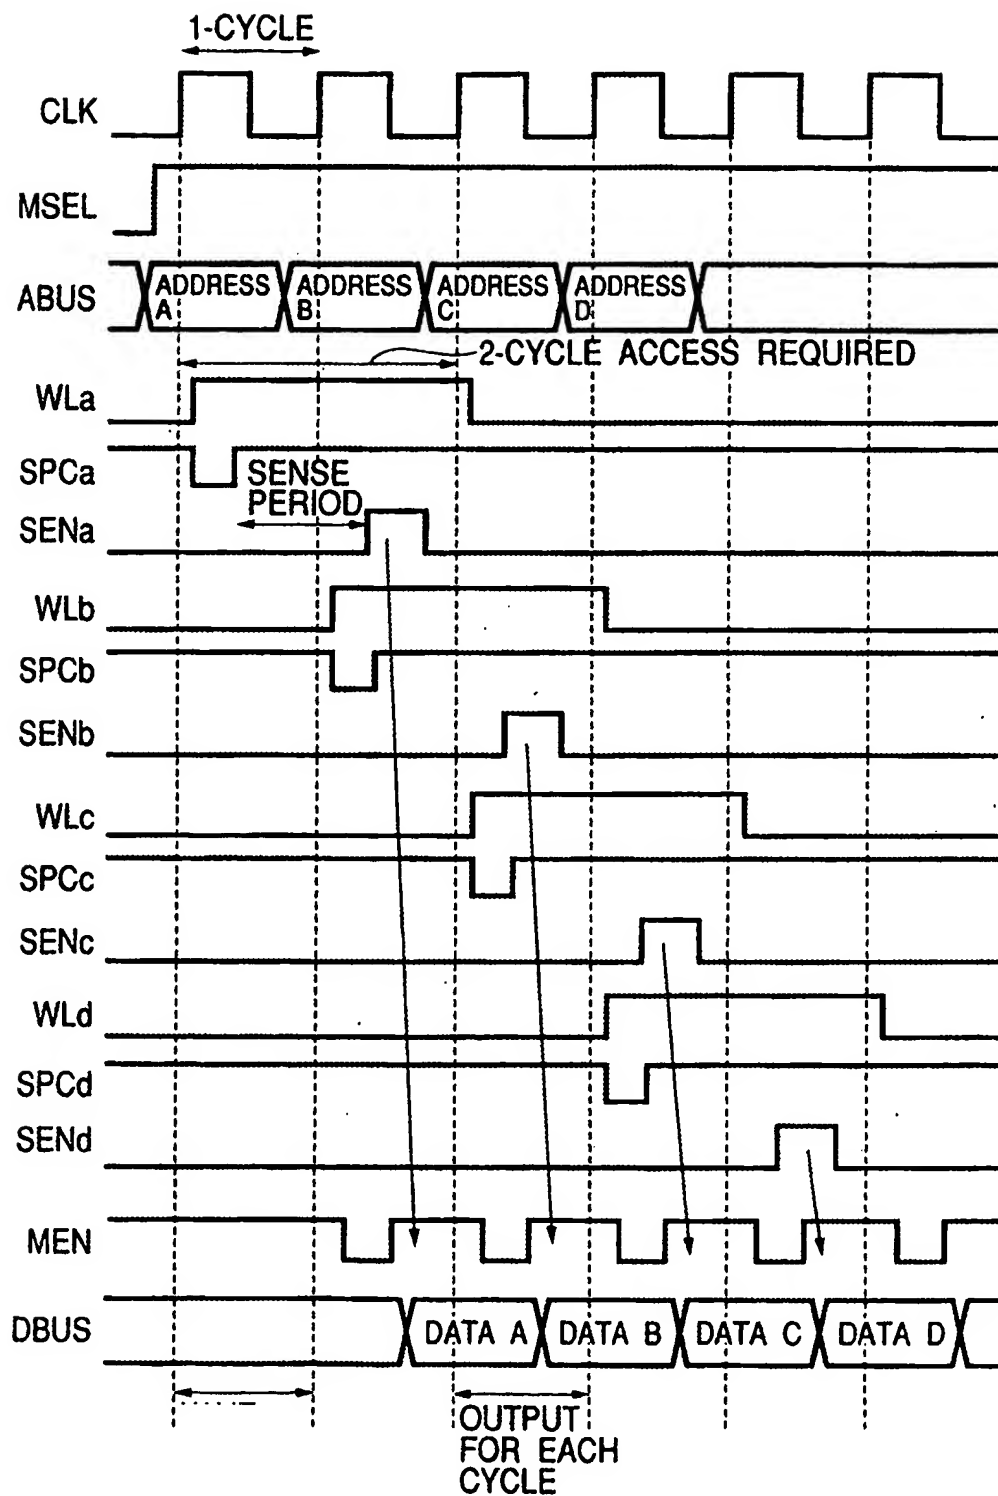 1-CYCLE
CLK
MSEL
ABUS
ADDRESS A
ADDRESS B
ADDRESS C
ADDRESS D
2-CYCLE ACCESS REQUIRED
WLa
SPCa
SENSE
PERIOD
SENa
WLb
SPCb
SENb
WLc
SPCc
SENc
WLd
SPCd
SENd
MEN
DBUS
DATA A
DATA B
DATA C
DATA D
OUTPUT
FOR EACH
CYCLE